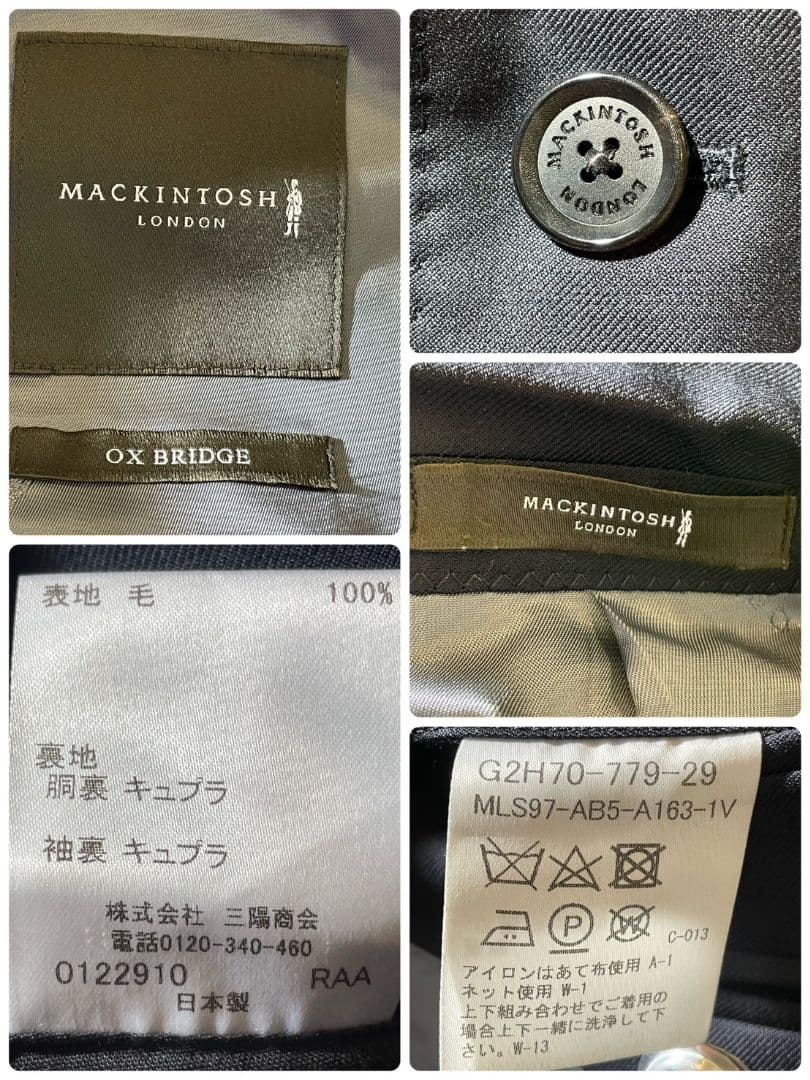 MACKINTOSH
LONDON
OX BRIDGE
MACKINTOSH
LONDON
MACKINTOSH
LONDON
表地 毛 100%
裏地
胴裏 キュプラ
袖裏 キュプラ
株式会社 三陽商会
電話0120-340-460
0122910 RAA
日本製
G2H70-779-29
MLS97-AB5-A163-1V
P
W
C-013
アイロンはあて布使用 A-1
ネット使用 W-1
上下組み合わせでご着用の
場合上下一緒に洗浄して下
さい。W-13